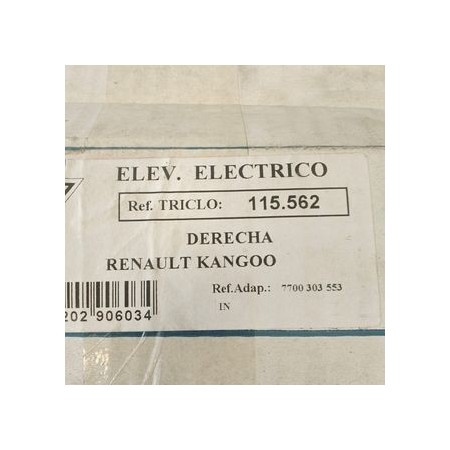 ELEV. ELECTRICO
Ref. TRICLO: 115.562
DERECHA
RENAULT KANGOO
Ref.Adap.: 7700 303 553
IN
202 906034